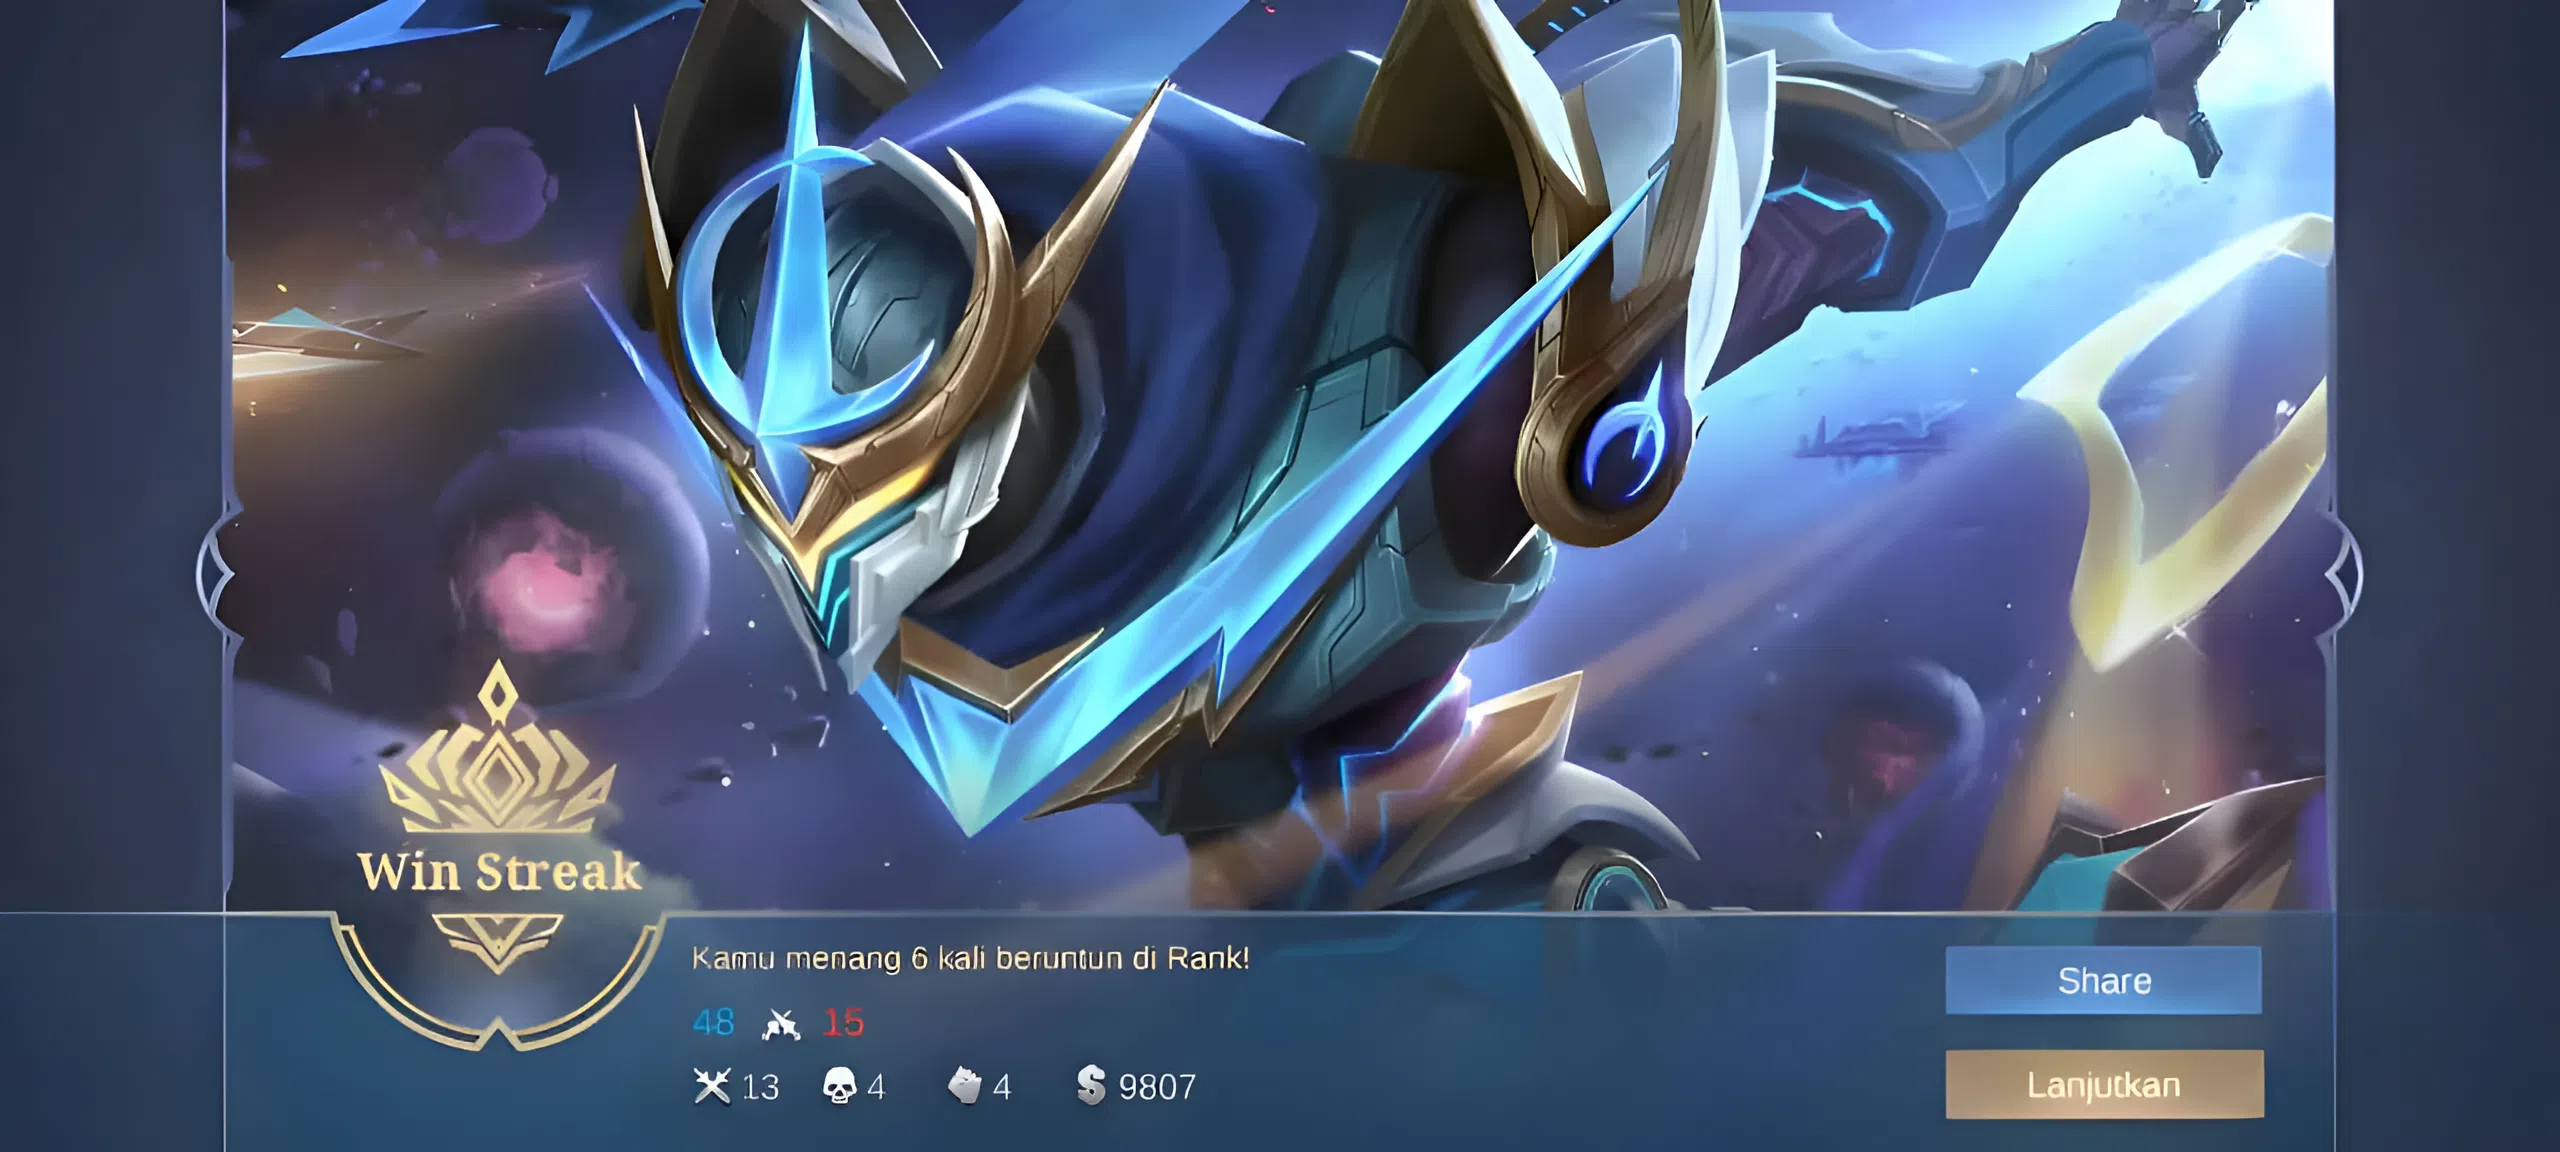 Win Streak
Kamu menang 6 kali beruntun di Rank!
48 15
13 4 4 9807
Share
Lanjutkan